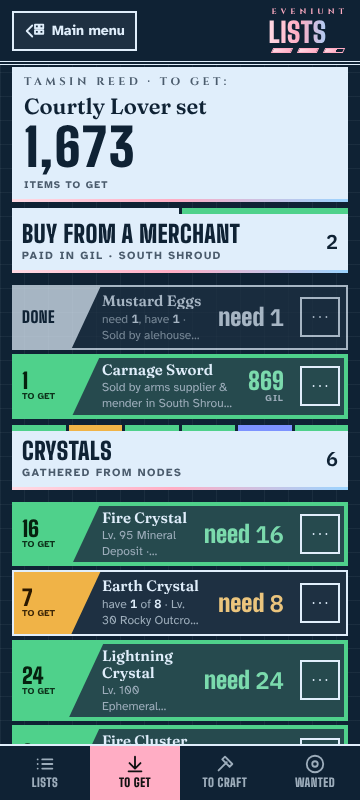 Main menu
EVENIUNT
LISTS
TAMSIN REED · TO GET:
Courtly Lover set
1,673
ITEMS TO GET
BUY FROM A MERCHANT
PAID IN GIL · SOUTH SHROUD
2
DONE
Mustard Eggs
need 1, have 1 ·
Sold by alehouse...
need 1
...
1
TO GET
Carnage Sword
Sold by arms supplier &
mender in South Shrou...
869
GIL
...
CRYSTALS
GATHERED FROM NODES
6
16
TO GET
Fire Crystal
Lv. 95 Mineral
Deposit ·...
need 16
...
7
TO GET
Earth Crystal
have 1 of 8 · Lv.
30 Rocky Outcro...
need 8
...
24
TO GET
Lightning
Crystal
Lv. 100
Ephemeral...
need 24
...
Fire Cluster
LISTS
TO GET
TO CRAFT
WANTED